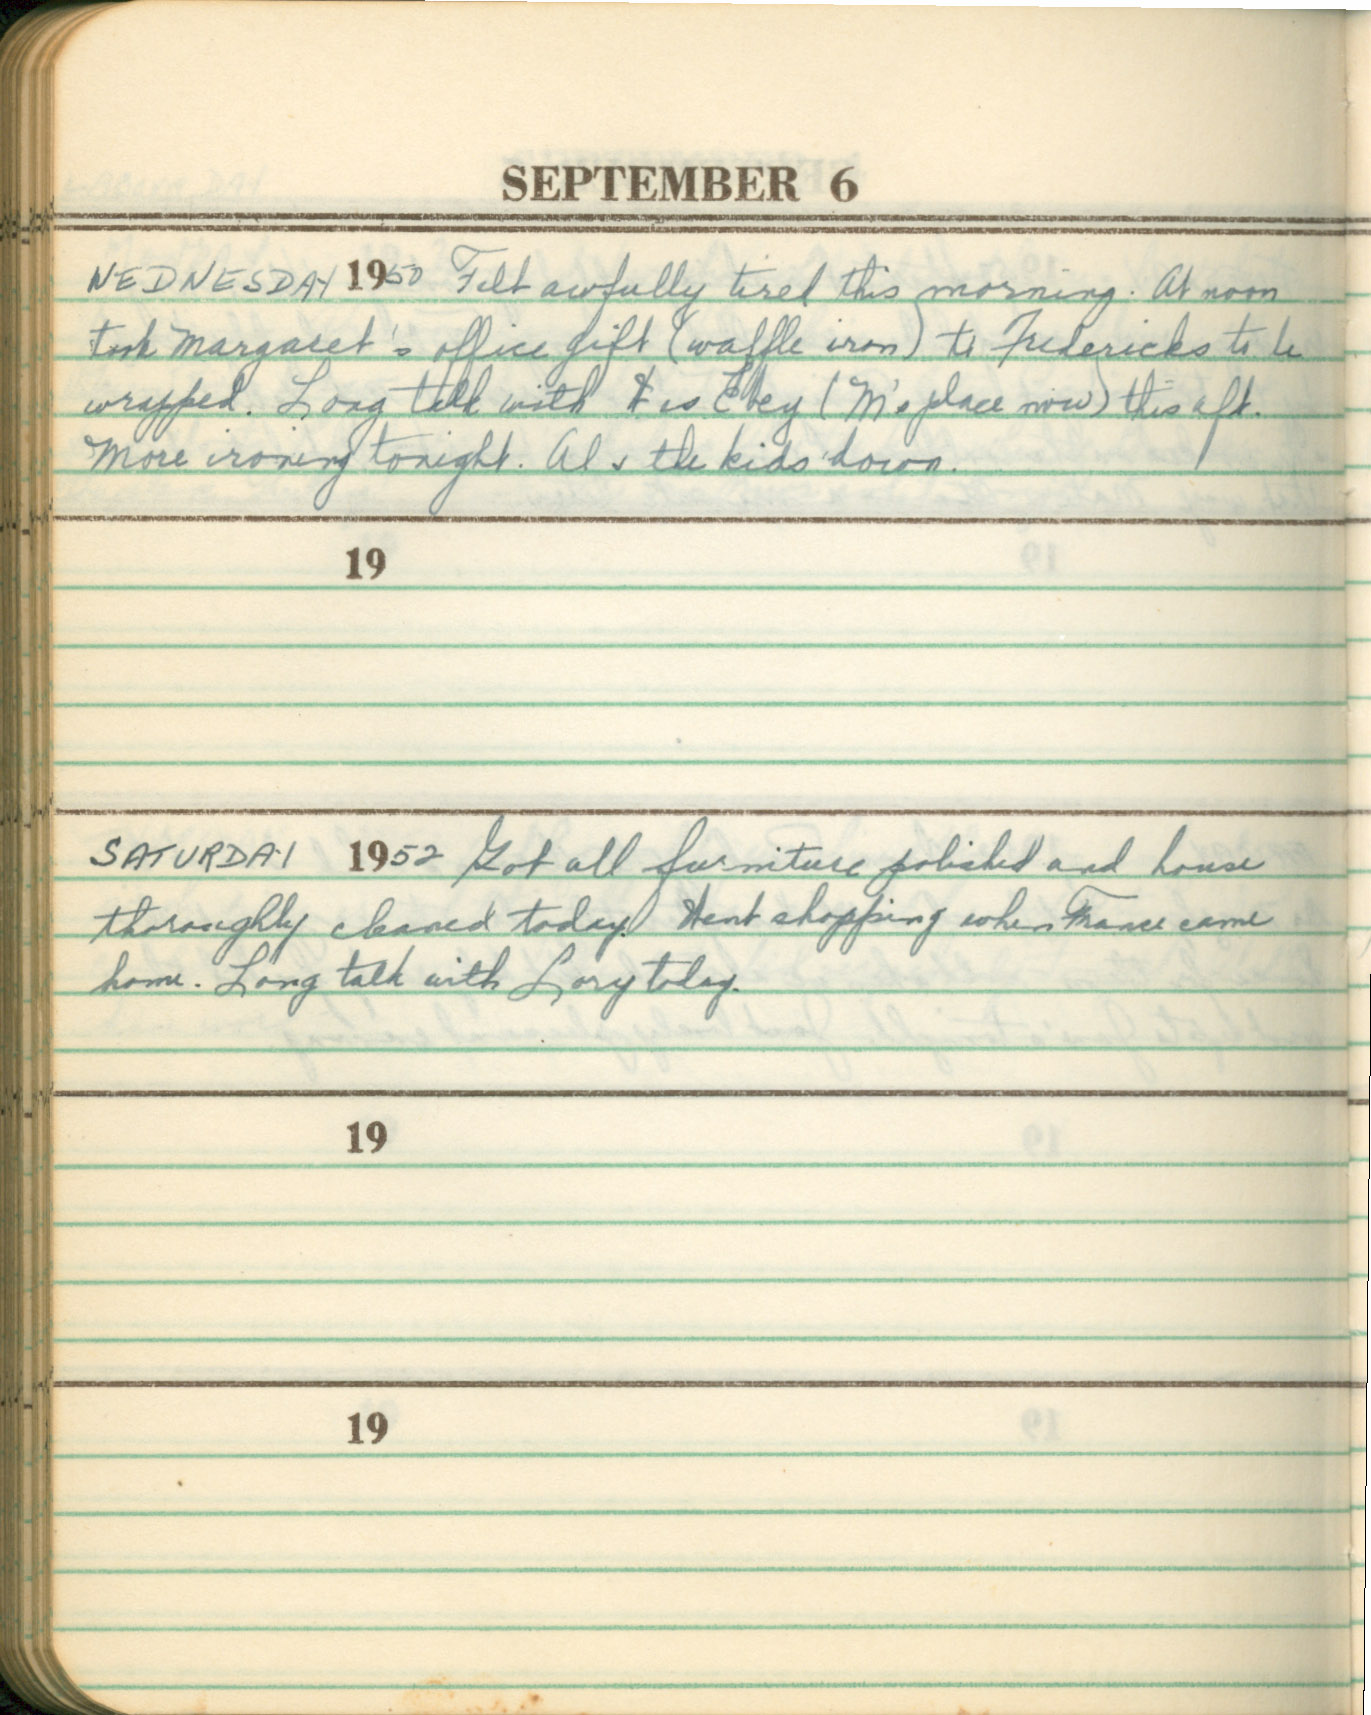 SEPTEMBER 6
WEDNESDAY 1950 Felt awfully tired this morning. At noon
took Margaret's office gift (waffle iron) to Fredericks to be
wrapped. Long talk with Ebey (M's place now) this aft.
More ironing tonight. Al & the kids down.
19
SATURDAY 1952 Got all furniture polished and house
thoroughly cleaned today. Went shopping when France came
home. Long talk with Lory today.
19
19